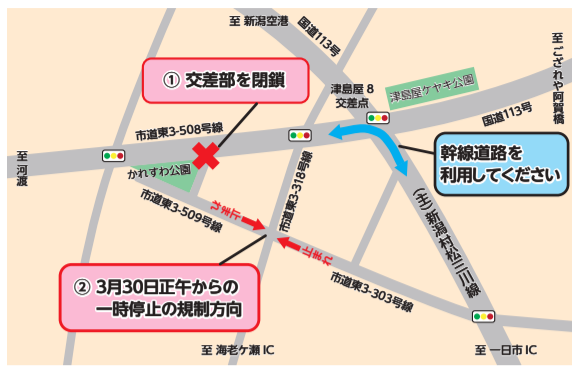 至 新潟空港
国道113号
至 ござれや阿賀橋
① 交差部を閉鎖
津島屋 8
交差点
津島屋ケヤキ公園
国道113号
市道東3-508号線
至 河渡
かれすわ公園
市道東3-318号線
幹線道路を
利用してください
市道東3-509号線
止まれ
止まれ
(主)新潟村松三川線
② 3月30日正午からの
一時停止の規制方向
市道東3-303号線
至 海老ケ瀬 IC
至 一日市 IC